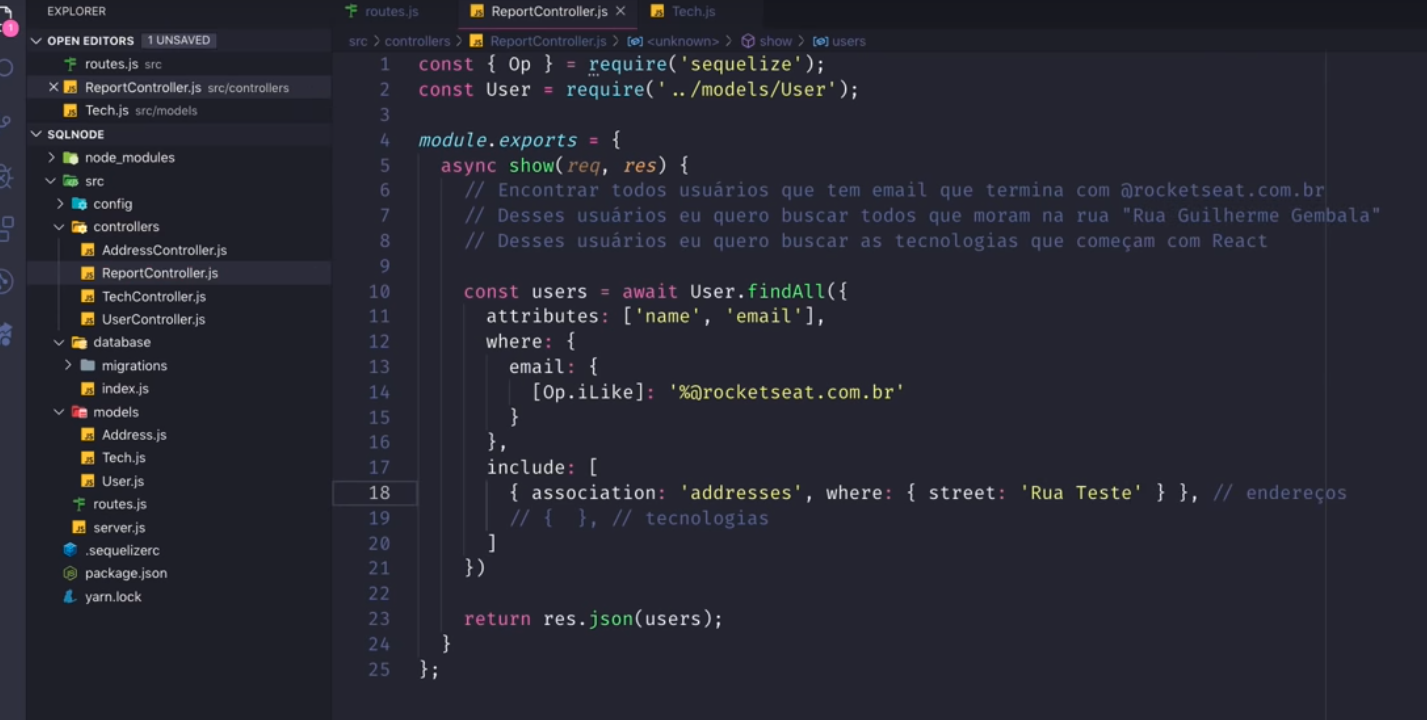 EXPLORER
OPEN EDITORS 1 UNSAVED
routes.js src
ReportController.js src/controllers
Tech.js src/models
SQLNODE
node_modules
src
config
controllers
AddressController.js
ReportController.js
TechController.js
UserController.js
database
migrations
index.js
models
Address.js
Tech.js
User.js
routes.js
server.js
.sequelizerc
package.json
yarn.lock
1
routes.js ReportController.js Tech.js
src > controllers > ReportController.js > <unknown> > show > users
1 const { Op } = require('sequelize');
2 const User = require('../models/User');
3
4 module.exports = {
5 async show(req, res) {
6 // Encontrar todos usuários que tem email que termina com @rocketseat.com.br
7 // Desses usuários eu quero buscar todos que moram na rua "Rua Guilherme Gembala"
8 // Desses usuários eu quero buscar as tecnologias que começam com React
9
10 const users = await User.findAll({
11 attributes: ['name', 'email'],
12 where: {
13 email: {
14 [Op.iLike]: '%@rocketseat.com.br'
15 }
16 },
17 include: [
18 { association: 'addresses', where: { street: 'Rua Teste' } }, // endereços
19 // {  }, // tecnologias
20 ]
21 })
22
23 return res.json(users);
24 }
25 };